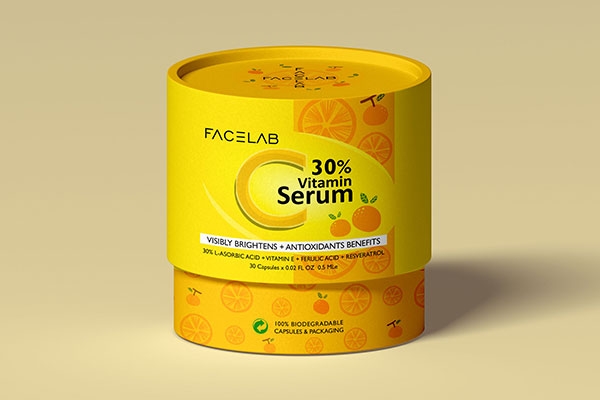 FACELAB
FACELAB
FACELAB
C
30%
Vitamin
Serum
VISIBLY BRIGHTENS + ANTIOXIDANTS BENEFITS
30% L-ASORBIC ACID + VITAMIN E + FERULIC ACID + RESVERATROL
30 Capsules x 0.02 FL OZ 0.5 MLe
100% BIODEGRADABLE
CAPSULES & PACKAGING